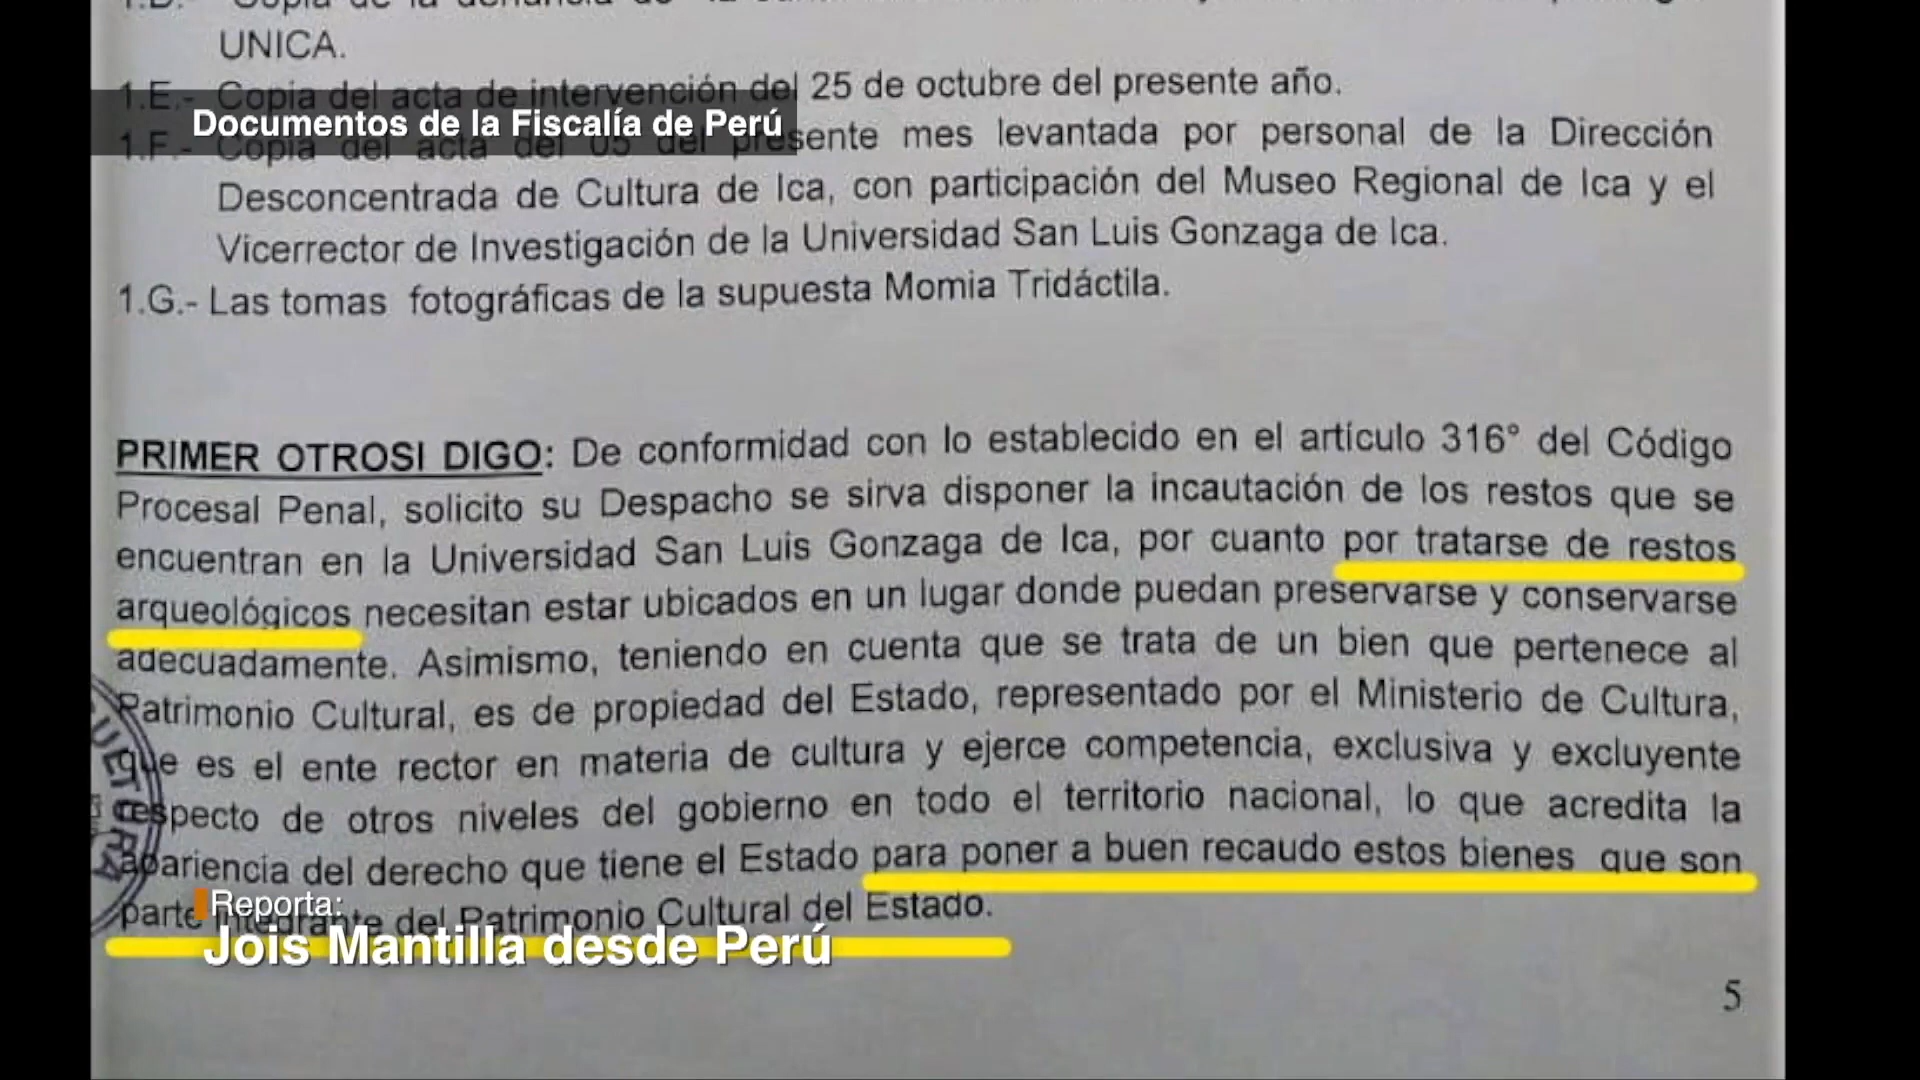 UNICA.
1.E.- Copia del acta de intervención del 25 de octubre del presente año.
Documentos de la Fiscalía de Perú
1.F.- Copia del acta del 05 del presente mes levantada por personal de la Dirección
Desconcentrada de Cultura de Ica, con participación del Museo Regional de Ica y el
Vicerrector de Investigación de la Universidad San Luis Gonzaga de Ica.
1.G.- Las tomas fotográficas de la supuesta Momia Tridáctila.
PRIMER OTROSI DIGO: De conformidad con lo establecido en el artículo 316° del Código
Procesal Penal, solicito su Despacho se sirva disponer la incautación de los restos que se
encuentran en la Universidad San Luis Gonzaga de Ica, por cuanto por tratarse de restos
arqueológicos necesitan estar ubicados en un lugar donde puedan preservarse y conservarse
adecuadamente. Asimismo, teniendo en cuenta que se trata de un bien que pertenece al
Patrimonio Cultural, es de propiedad del Estado, representado por el Ministerio de Cultura,
que es el ente rector en materia de cultura y ejerce competencia, exclusiva y excluyente
respecto de otros niveles del gobierno en todo el territorio nacional, lo que acredita la
apariencia del derecho que tiene el Estado para poner a buen recaudo estos bienes que son
parte integrante del Patrimonio Cultural del Estado.
Reporta:
Jois Mantilla desde Perú
5